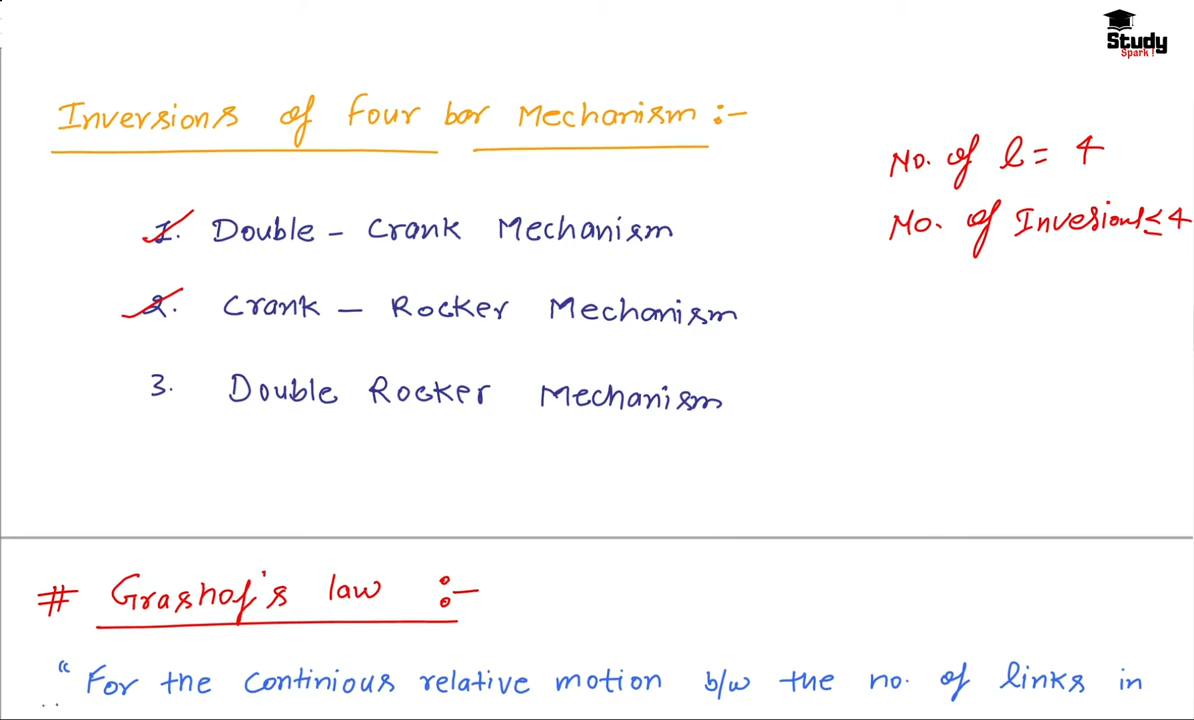 Study
Spark!
Inversions of Four bar Mechanism :-
No. of l = 4
No. of Invesions ≤ 4
1. Double - Crank Mechanism
2. Crank - Rocker Mechanism
3. Double Rocker Mechanism
# Grashof's law :-
“ For the continious relative motion b/w the no. of links in